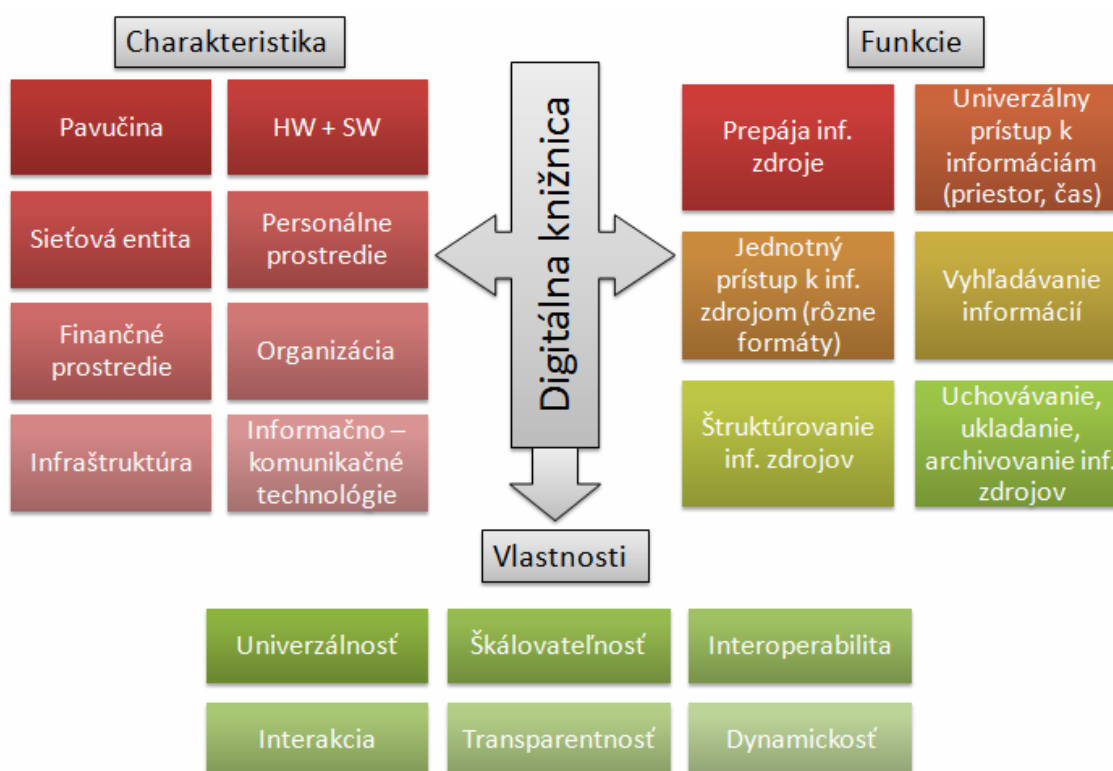 Charakteristika
Pavučina
HW + SW
Sieťová entita
Personálne
prostredie
Finančné
prostredie
Organizácia
Infraštruktúra
Informačno –
komunikačné
technológie
Digitálna knižnica
Funkcie
Prepája inf.
zdroje
Univerzálny
prístup k
informáciám
(priestor, čas)
Jednotný
prístup k inf.
zdrojom (rôzne
formáty)
Vyhľadávanie
informácií
Štruktúrovanie
inf. zdrojov
Uchovávanie,
ukladanie,
archivovanie inf.
zdrojov
Vlastnosti
Univerzálnosť
Škálovateľnosť
Interoperabilita
Interakcia
Transparentnosť
Dynamickosť